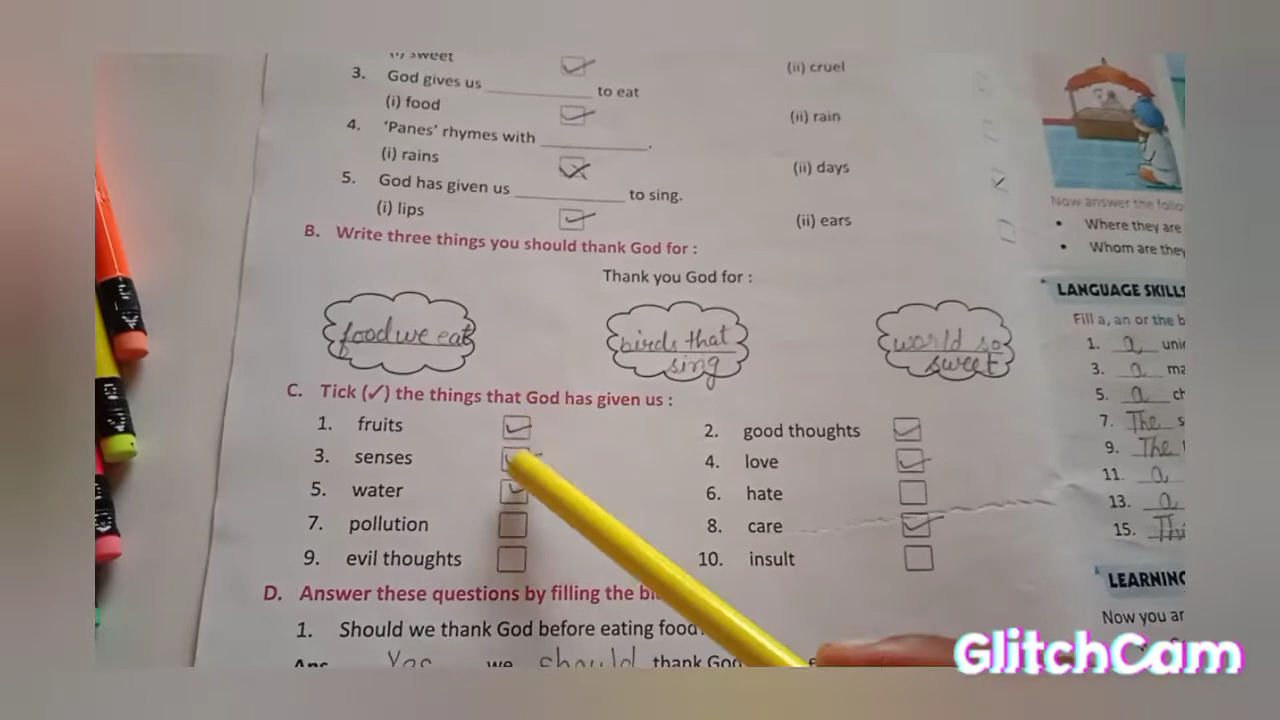 (i) sweet
(ii) cruel
3. God gives us ________ to eat
(i) food
(ii) rain
4. 'Panes' rhymes with ________.
(i) rains
(ii) days
5. God has given us ________ to sing.
(i) lips
(ii) ears
B. Write three things you should thank God for :
Thank you God for :
food we eat
birds that
sing
world so
sweet
C. Tick (✓) the things that God has given us :
1. fruits
2. good thoughts
3. senses
4. love
5. water
6. hate
7. pollution
8. care
9. evil thoughts
10. insult
D. Answer these questions by filling the
1. Should we thank God before eating food
Ans Yes we should thank God
Now answer the
• Where they are
• Whom are they
LANGUAGE SKILLS
Fill a, an or the
1. a
3. a
5. a
7. The
9. The
11. a
13. a
15.
LEARNING
Now you
GlitchCam